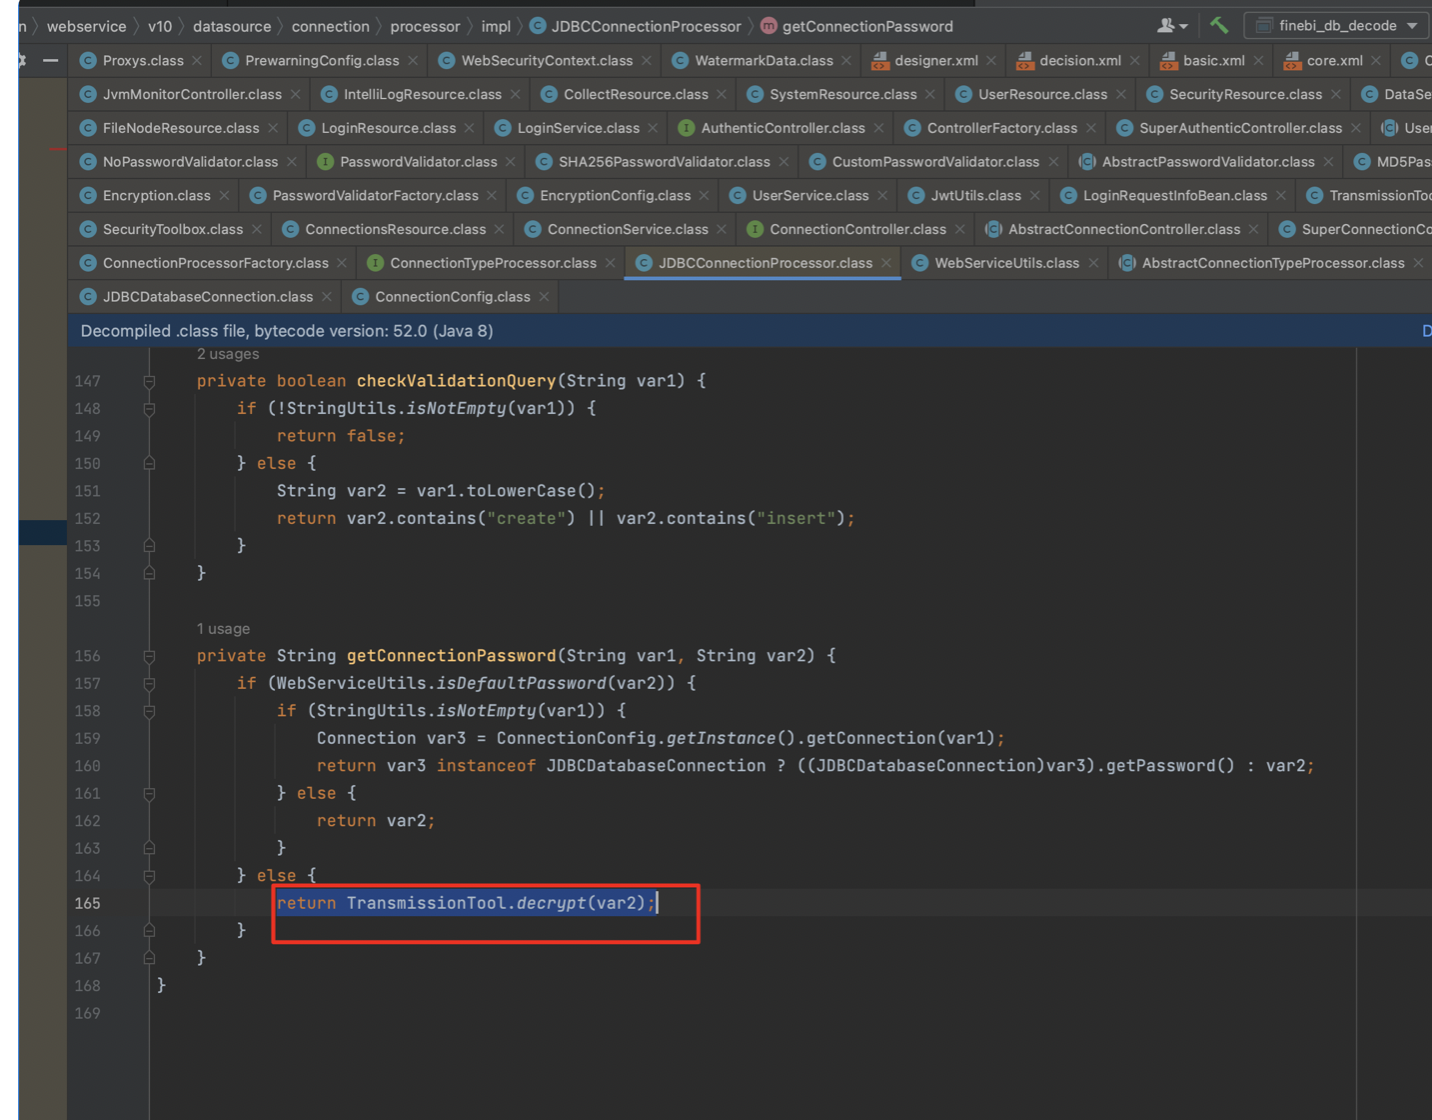 n › webservice › v10 › datasource › connection › processor › impl › JDBCConnectionProcessor › getConnectionPassword finebi_db_decode
Proxys.class PrewarningConfig.class WebSecurityContext.class WatermarkData.class designer.xml decision.xml basic.xml core.xml
JvmMonitorController.class IntelliLogResource.class CollectResource.class SystemResource.class UserResource.class SecurityResource.class DataSe
FileNodeResource.class LoginResource.class LoginService.class AuthenticController.class ControllerFactory.class SuperAuthenticController.class User
NoPasswordValidator.class PasswordValidator.class SHA256PasswordValidator.class CustomPasswordValidator.class AbstractPasswordValidator.class MD5Pas
Encryption.class PasswordValidatorFactory.class EncryptionConfig.class UserService.class JwtUtils.class LoginRequestInfoBean.class TransmissionToo
SecurityToolbox.class ConnectionsResource.class ConnectionService.class ConnectionController.class AbstractConnectionController.class SuperConnectionCo
ConnectionProcessorFactory.class ConnectionTypeProcessor.class JDBCConnectionProcessor.class WebServiceUtils.class AbstractConnectionTypeProcessor.class
JDBCDatabaseConnection.class ConnectionConfig.class
Decompiled .class file, bytecode version: 52.0 (Java 8) D
2 usages
147 private boolean checkValidationQuery(String var1) {
148 if (!StringUtils.isNotEmpty(var1)) {
149 return false;
150 } else {
151 String var2 = var1.toLowerCase();
152 return var2.contains("create") || var2.contains("insert");
153 }
154 }
155
1 usage
156 private String getConnectionPassword(String var1, String var2) {
157 if (WebServiceUtils.isDefaultPassword(var2)) {
158 if (StringUtils.isNotEmpty(var1)) {
159 Connection var3 = ConnectionConfig.getInstance().getConnection(var1);
160 return var3 instanceof JDBCDatabaseConnection ? ((JDBCDatabaseConnection)var3).getPassword() : var2;
161 } else {
162 return var2;
163 }
164 } else {
165 return TransmissionTool.decrypt(var2);
166 }
167 }
168 }
169